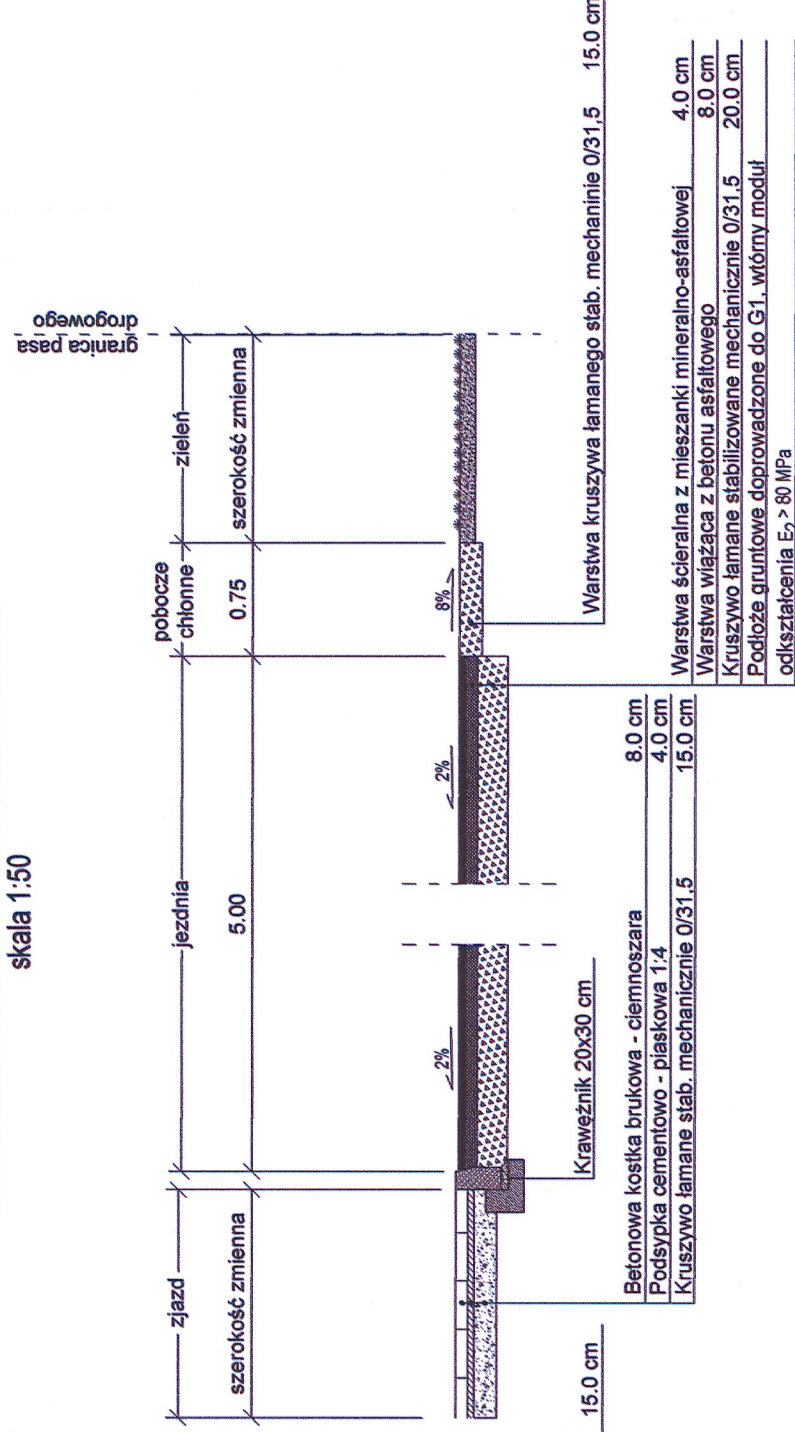 skala 1:50
granica pasa
drogowego
zjazd
jezdnia
pobocze
chłonne
zieleń
szerokość zmienna
5.00
0.75
szerokość zmienna
2%
2%
8%
Krawężnik 20x30 cm
15.0 cm
Betonowa kostka brukowa - ciemnoszara 8.0 cm
Podsypka cementowo - piaskowa 1:4 4.0 cm
Kruszywo łamane stab. mechanicznie 0/31,5 15.0 cm
Warstwa kruszywa łamanego stab. mechaninie 0/31,5 15.0 cm
Warstwa ścieralna z mieszanki mineralno-asfaltowej 4.0 cm
Warstwa wiążąca z betonu asfaltowego 8.0 cm
Kruszywo łamane stabilizowane mechanicznie 0/31,5 20.0 cm
Podłoże gruntowe doprowadzone do G1, wtórny moduł
odkształcenia E₂ > 80 MPa